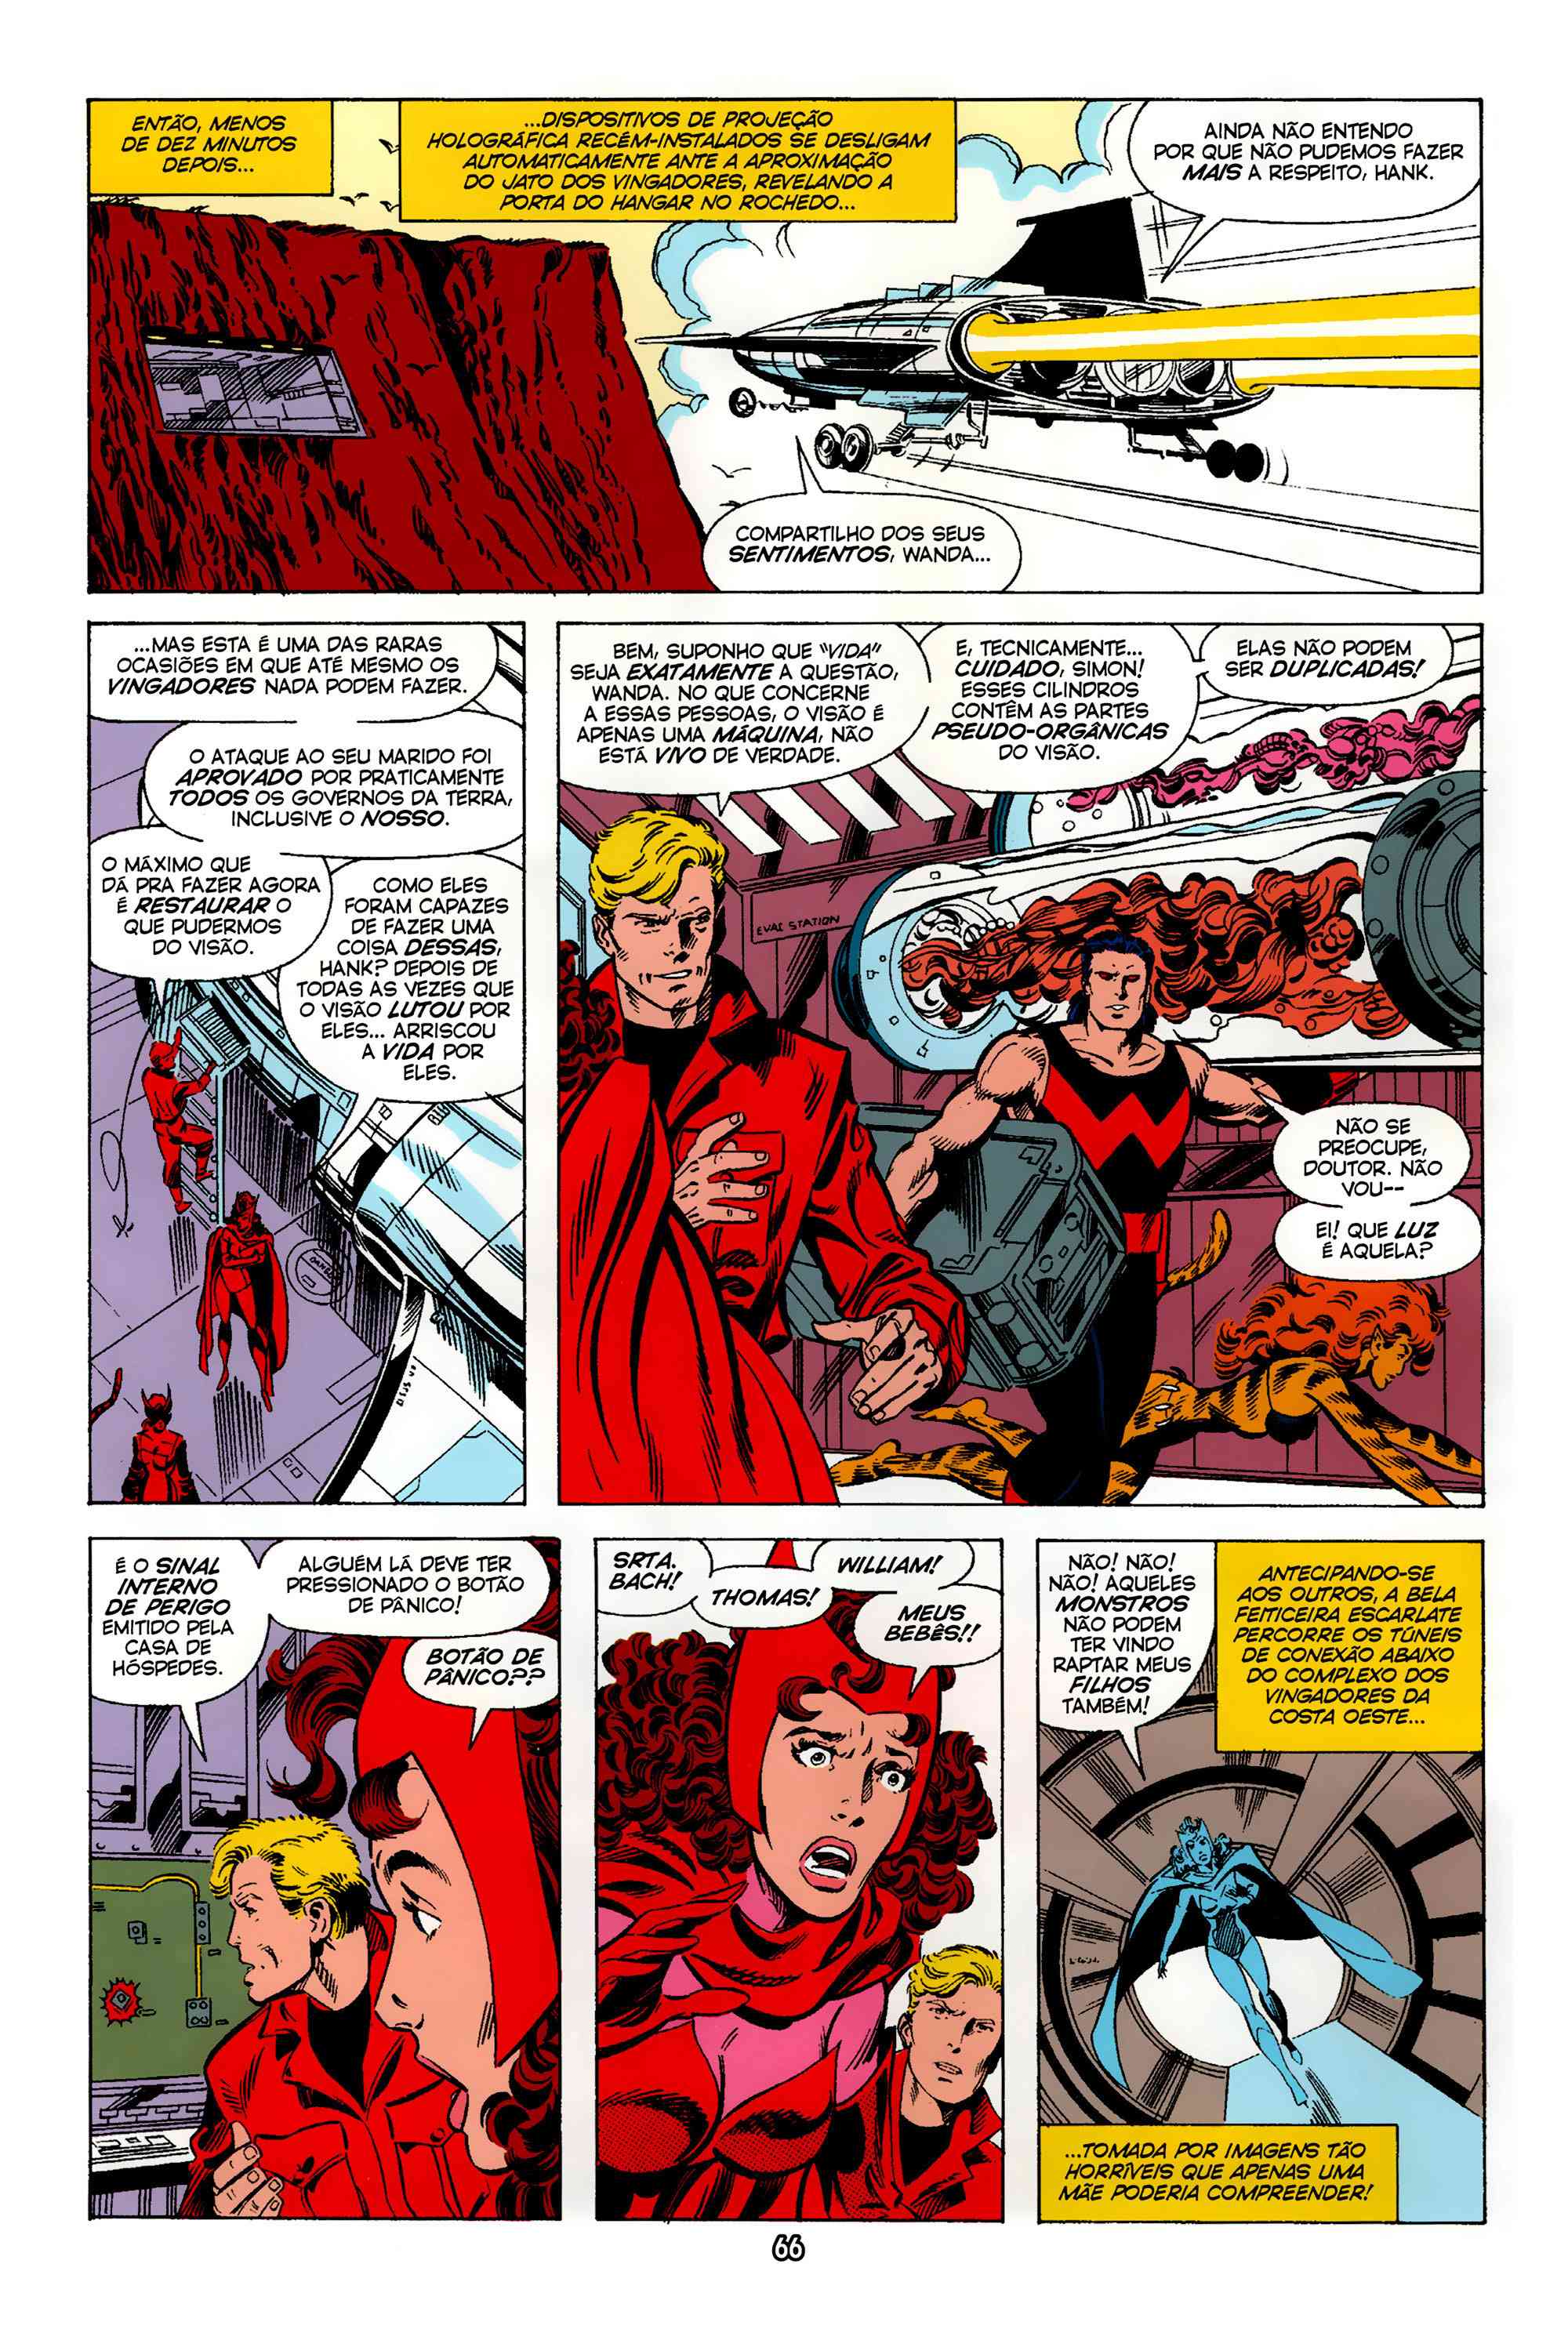 ENTÃO, MENOS
DE DEZ MINUTOS
DEPOIS...
...DISPOSITIVOS DE PROJEÇÃO
HOLOGRÁFICA RECÉM-INSTALADOS SE DESLIGAM
AUTOMATICAMENTE ANTE A APROXIMAÇÃO
DO JATO DOS VINGADORES, REVELANDO A
PORTA DO HANGAR NO ROCHEDO...
AINDA NÃO ENTENDO
POR QUE NÃO PUDEMOS FAZER
MAIS A RESPEITO, HANK.
COMPARTILHO DOS SEUS
SENTIMENTOS, WANDA...
...MAS ESTA É UMA DAS RARAS
OCASIÕES EM QUE ATÉ MESMO OS
VINGADORES NADA PODEM FAZER.
O ATAQUE AO SEU MARIDO FOI
APROVADO POR PRATICAMENTE
TODOS OS GOVERNOS DA TERRA,
INCLUSIVE O NOSSO.
O MÁXIMO QUE
DÁ PRA FAZER AGORA
É RESTAURAR O
QUE PUDERMOS
DO VISÃO.
COMO ELES
FORAM CAPAZES
DE FAZER UMA
COISA DESSAS,
HANK? DEPOIS DE
TODAS AS VEZES QUE
O VISÃO LUTOU POR
ELES... ARRISCOU
A VIDA POR
ELES.
BEM, SUPONHO QUE "VIDA"
SEJA EXATAMENTE A QUESTÃO,
WANDA. NO QUE CONCERNE
A ESSAS PESSOAS, O VISÃO É
APENAS UMA MÁQUINA, NÃO
ESTÁ VIVO DE VERDADE.
E, TECNICAMENTE...
CUIDADO, SIMON!
ESSES CILINDROS
CONTÊM AS PARTES
PSEUDO-ORGÂNICAS
DO VISÃO.
ELAS NÃO PODEM
SER DUPLICADAS!
EVAC STATION
NÃO SE
PREOCUPE,
DOUTOR. NÃO
VOU--
EI! QUE LUZ
É AQUELA?
É O SINAL
INTERNO
DE PERIGO
EMITIDO PELA
CASA DE
HÓSPEDES.
ALGUÉM LÁ DEVE TER
PRESSIONADO O BOTÃO
DE PÂNICO!
BOTÃO DE
PÂNICO??
SRTA.
BACH!
THOMAS!
WILLIAM!
MEUS
BEBÊS!!
NÃO! NÃO!
NÃO! AQUELES
MONSTROS
NÃO PODEM
TER VINDO
RAPTAR MEUS
FILHOS
TAMBÉM!
ANTECIPANDO-SE
AOS OUTROS, A BELA
FEITICEIRA ESCARLATE
PERCORRE OS TÚNEIS
DE CONEXÃO ABAIXO
DO COMPLEXO DOS
VINGADORES DA
COSTA OESTE...
...TOMADA POR IMAGENS TÃO
HORRÍVEIS QUE APENAS UMA
MÃE PODERIA COMPREENDER!
66